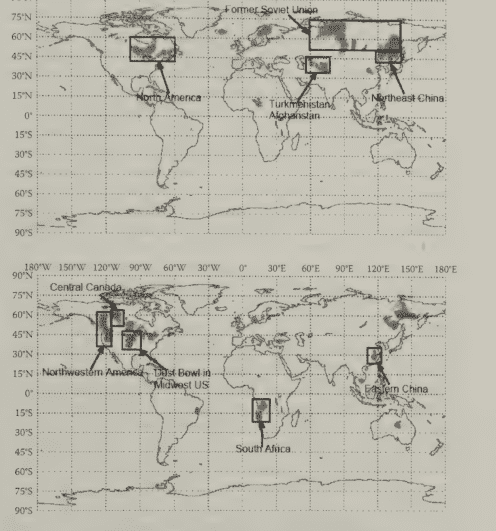 75°N
Former Soviet Union
60°N
45°N
30°N
North America
Turkmenistan
Northeast China
15°N
Afghanistan
0°
15°S
30°S
45°S
60°S
75°S
90°S
180°W 150°W 120°W 90°W 60°W 30°W 0° 30°E 60°E 90°E 120°E 150°E 180°E
90°N
Central Canada
75°N
60°N
45°N
30°N
Northwestern America
Dust Bowl in
15°N
Midwest US
Eastern China
0°
15°S
30°S
45°S
South Africa
60°S
75°S
90°S